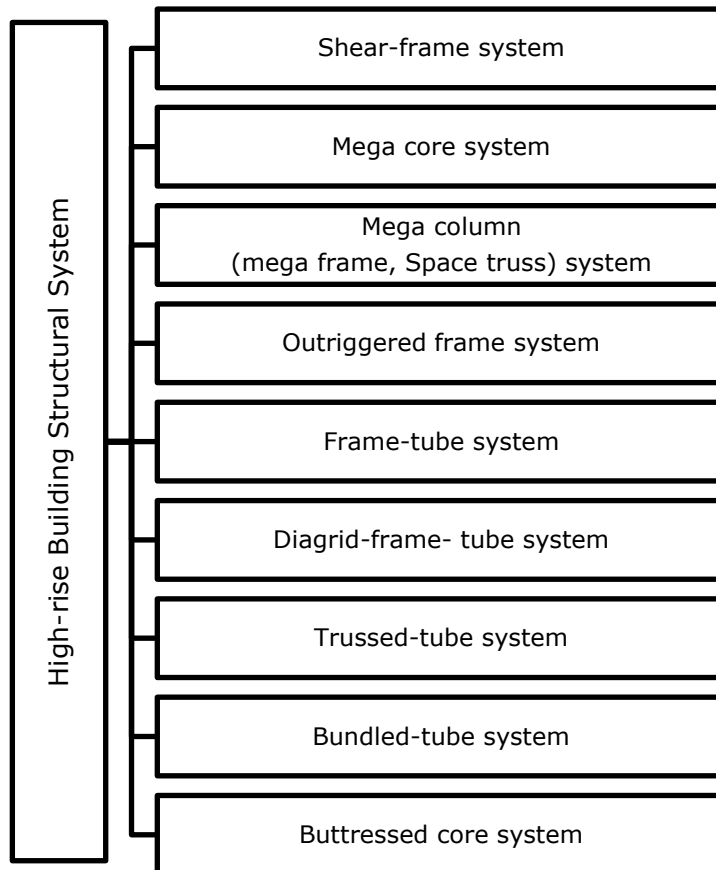 High-rise Building Structural System
Shear-frame system
Mega core system
Mega column
(mega frame, Space truss) system
Outriggered frame system
Frame-tube system
Diagrid-frame- tube system
Trussed-tube system
Bundled-tube system
Buttressed core system